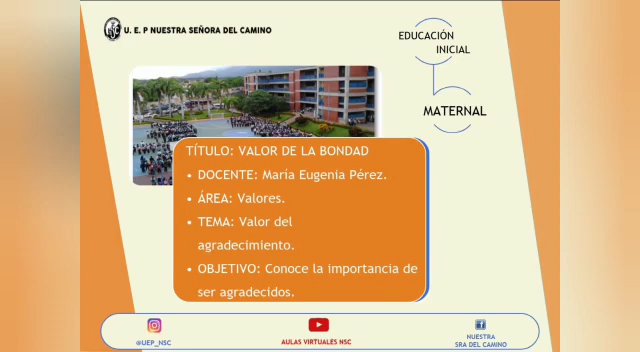 U. E. P NUESTRA SEÑORA DEL CAMINO
EDUCACIÓN
INICIAL
MATERNAL
TÍTULO: VALOR DE LA BONDAD
• DOCENTE: María Eugenia Pérez.
• ÁREA: Valores.
• TEMA: Valor del
agradecimiento.
• OBJETIVO: Conoce la importancia de
ser agradecidos.
@UEP_NSC
AULAS VIRTUALES NSC
NUESTRA
SRA DEL CAMINO